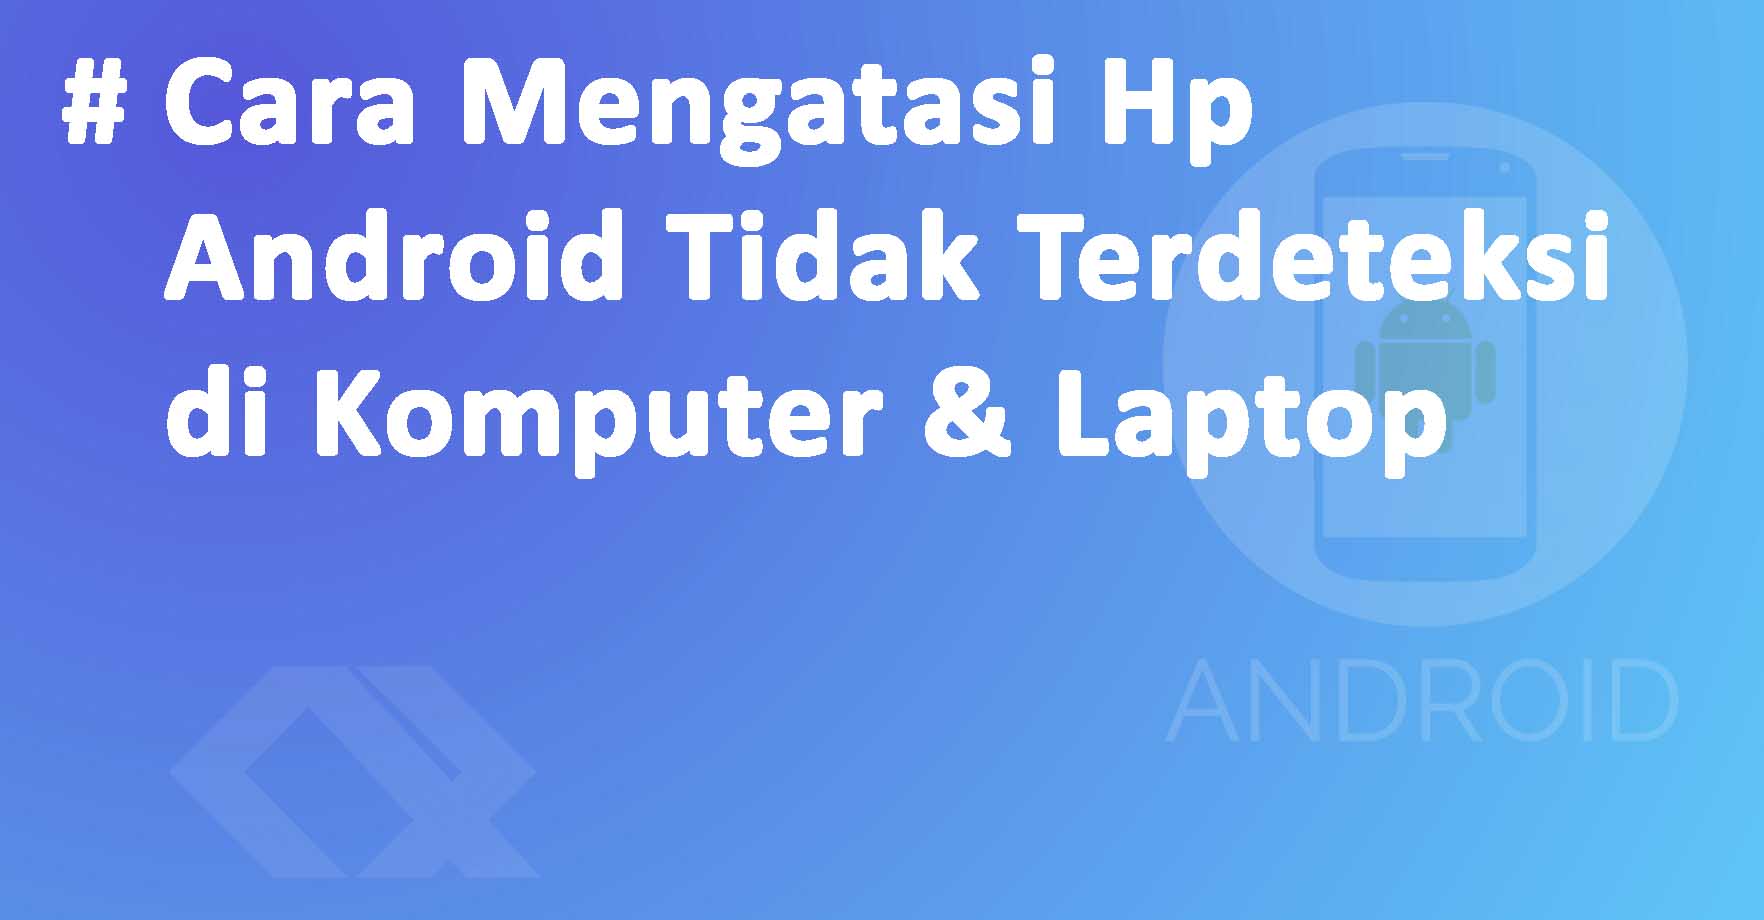 # Cara Mengatasi Hp
Android Tidak Terdeteksi
di Komputer & Laptop
ANDROID